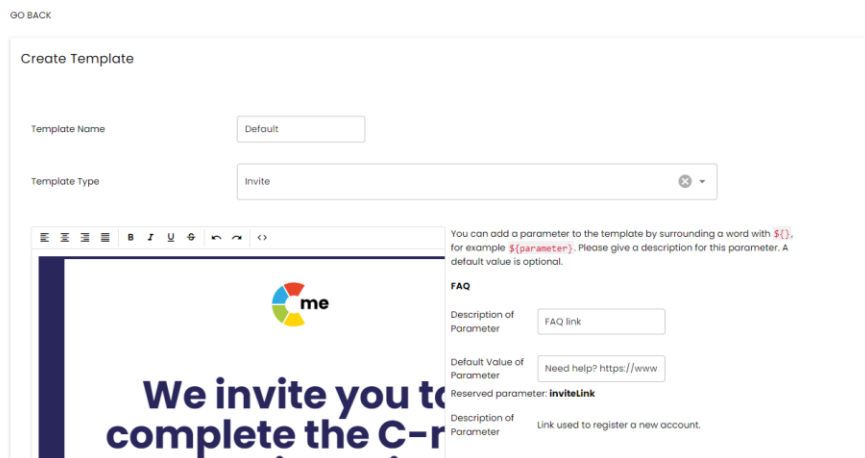 GO BACK
Create Template
Template Name
Default
Template Type
Invite
B I U S
You can add a parameter to the template by surrounding a word with ${},
for example ${parameter}. Please give a description for this parameter. A
default value is optional.
FAQ
Description of
Parameter
FAQ link
Default Value of
Parameter
Need help? https://www
Reserved parameter: inviteLink
Description of
Parameter
Link used to register a new account.
me
We invite you to
complete the C-